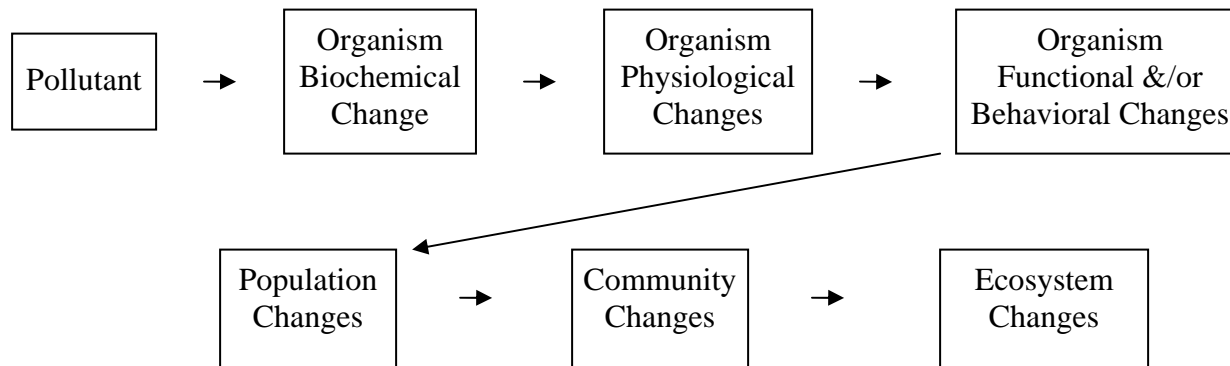 Pollutant
Organism
Biochemical
Change
Organism
Physiological
Changes
Organism
Functional &/or
Behavioral Changes
Population
Changes
Community
Changes
Ecosystem
Changes